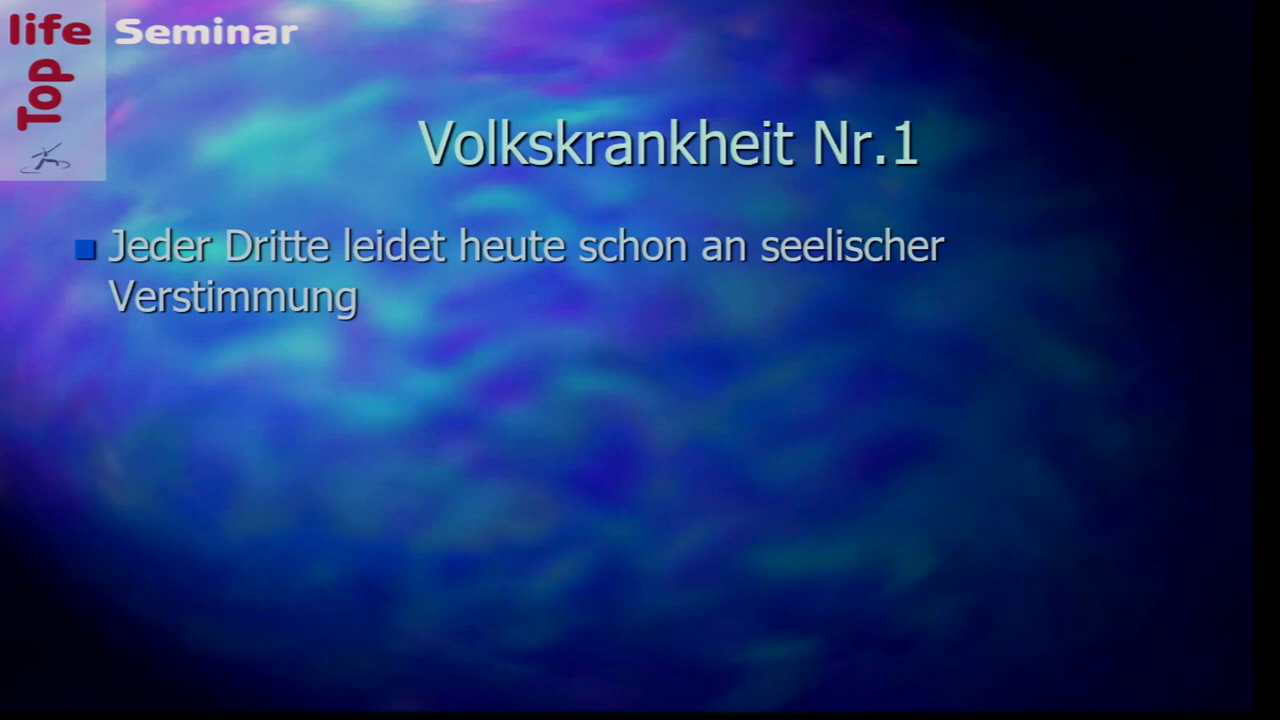 life Seminar
Top
Volkskrankheit Nr.1
Jeder Dritte leidet heute schon an seelischer
Verstimmung